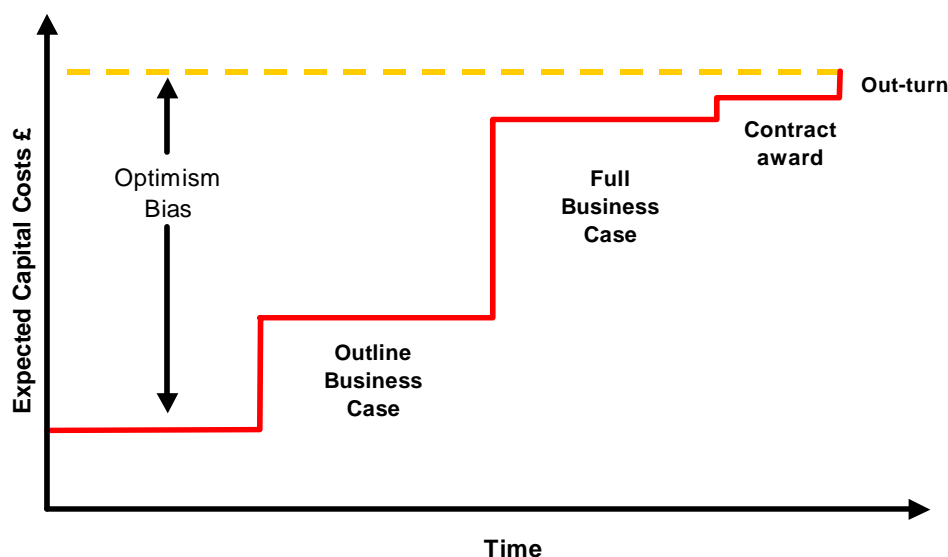 Expected Capital Costs £
Optimism
Bias
Outline
Business
Case
Full
Business
Case
Contract
award
Out-turn
Time